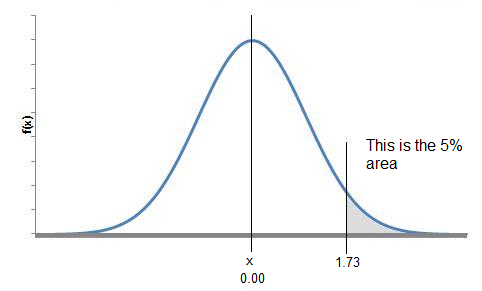 f(x)
This is the 5%
area
x
1.73
0.00